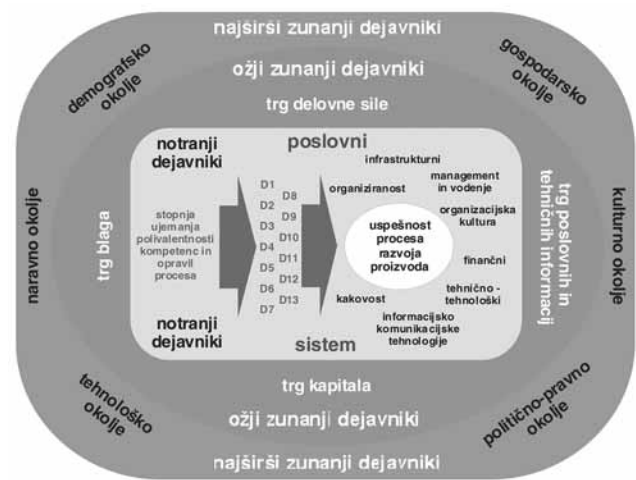 najširši zunanji dejavniki
demografsko
okolje
gospodarsko
okolje
ožji zunanji dejavniki
trg delovne sile
notranji
dejavniki
poslovni
infrastrukturni
management
in vodenje
organiziranost
organizacijska
kultura
D1
D2
D3
D4
D5
D6
D7
D8
D9
D10
D11
D12
D13
stopnja
ujemanja
polivalentnosti
kompetenc in
opravil
procesa
uspešnost
procesa
razvoja
proizvoda
finančni
tehnično -
tehnološki
kakovost
informacijsko
komunikacijske
tehnologije
notranji
dejavniki
sistem
naravno okolje
trg blaga
trg poslovnih in
tehničnih informacij
kulturno okolje
trg kapitala
tehnološko
okolje
politično-pravno
okolje
ožji zunanji dejavniki
najširši zunanji dejavniki